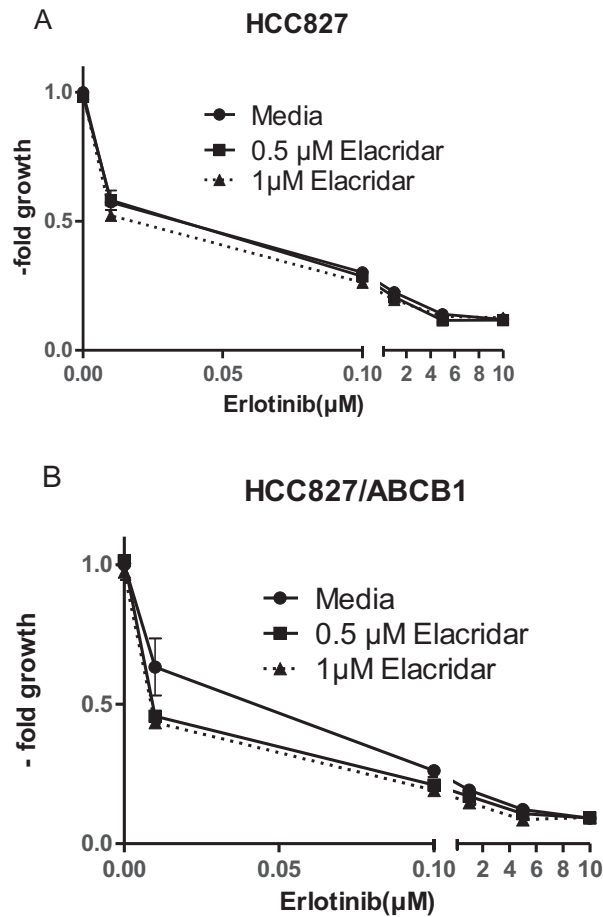 A
HCC827
1.0
0.5
0.0
-fold growth
Media
0.5 µM Elacridar
1µM Elacridar
0.00 0.05 0.10 2 4 6 8 10
Erlotinib(µM)
B
HCC827/ABCB1
1.0
0.5
0.0
- fold growth
Media
0.5 µM Elacridar
1µM Elacridar
0.00 0.05 0.10 2 4 6 8 10
Erlotinib(µM)